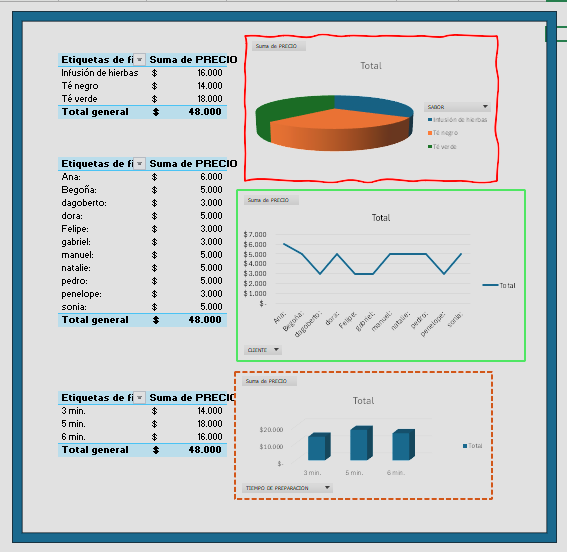 Etiquetas de fi Suma de PRECIO
Infusión de hierbas $ 16.000
Té negro $ 14.000
Té verde $ 18.000
Total general $ 48.000
Suma de PRECIO
Total
SABOR
Infusión de hierbas
Té negro
Té verde
Etiquetas de fi Suma de PRECIO
Ana: $ 6.000
Begoña: $ 5.000
dagoberto: $ 3.000
dora: $ 5.000
Felipe: $ 3.000
gabriel: $ 3.000
manuel: $ 5.000
natalie: $ 5.000
pedro: $ 5.000
penelope: $ 3.000
sonia: $ 5.000
Total general $ 48.000
Suma de PRECIO
Total
$ 7.000
$ 6.000
$ 5.000
$ 4.000
$ 3.000
$ 2.000
$ 1.000
$ -
Ana: Begoña: dagoberto: dora: Felipe: gabriel: manuel: natalie: pedro: penelope: sonia:
Total
CLIENTE
Etiquetas de fi Suma de PRECIO
3 min. $ 14.000
5 min. $ 18.000
6 min. $ 16.000
Total general $ 48.000
Suma de PRECIO
Total
$20.000
$10.000
$-
3 min. 5 min. 6 min.
Total
TIEMPO DE PREPARACION